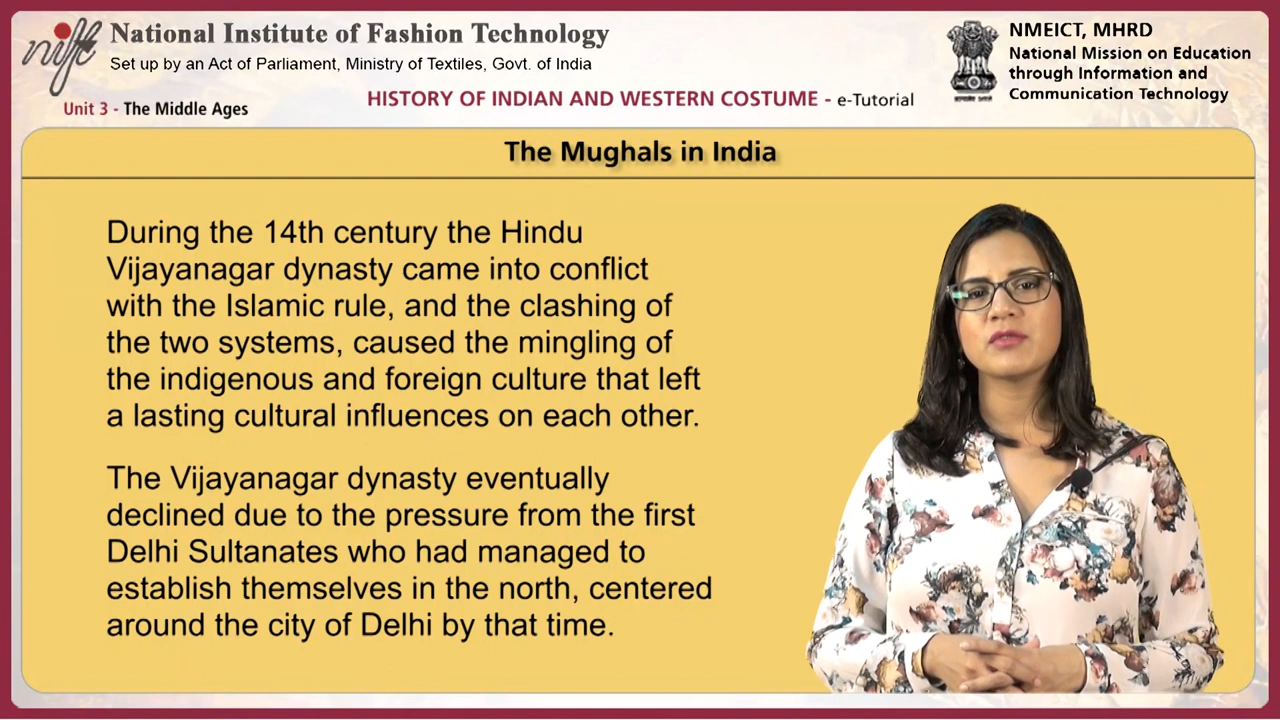 nift
National Institute of Fashion Technology
Set up by an Act of Parliament, Ministry of Textiles, Govt. of India
Unit 3 - The Middle Ages
HISTORY OF INDIAN AND WESTERN COSTUME - e-Tutorial
NMEICT, MHRD
National Mission on Education
through Information and
Communication Technology
The Mughals in India
During the 14th century the Hindu
Vijayanagar dynasty came into conflict
with the Islamic rule, and the clashing of
the two systems, caused the mingling of
the indigenous and foreign culture that left
a lasting cultural influences on each other.
The Vijayanagar dynasty eventually
declined due to the pressure from the first
Delhi Sultanates who had managed to
establish themselves in the north, centered
around the city of Delhi by that time.